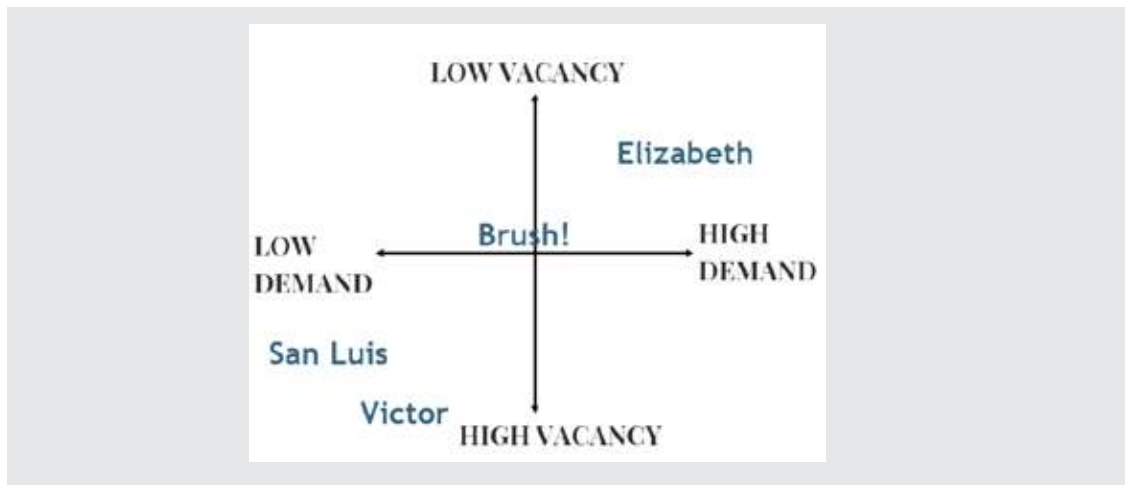 LOW VACANCY
Elizabeth
Brush!
LOW
DEMAND
HIGH
DEMAND
San Luis
Victor
HIGH VACANCY